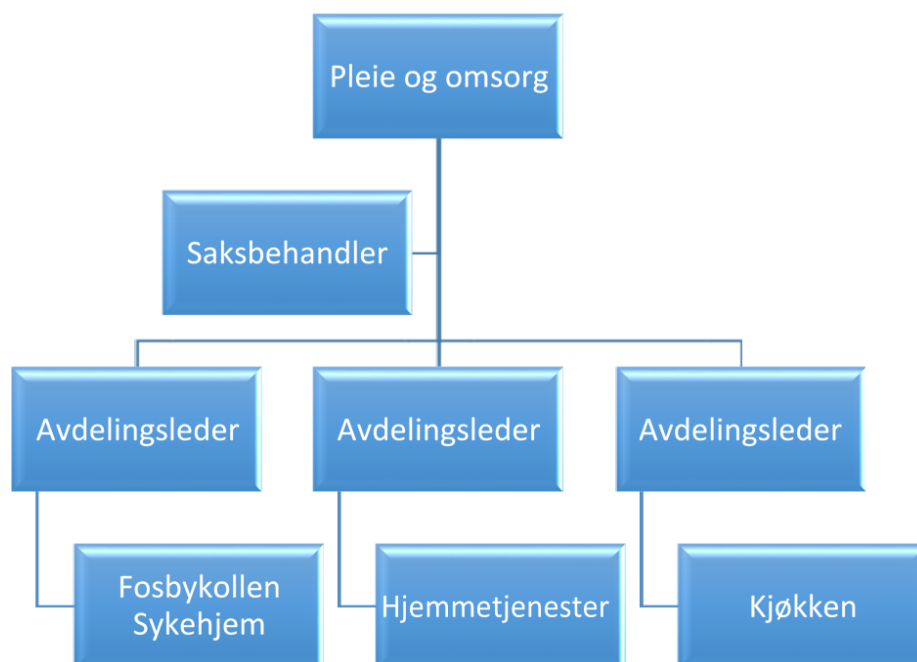 Pleie og omsorg
Saksbehandler
Avdelingsleder
Avdelingsleder
Avdelingsleder
Fosbykollen
Sykehjem
Hjemmetjenester
Kjøkken